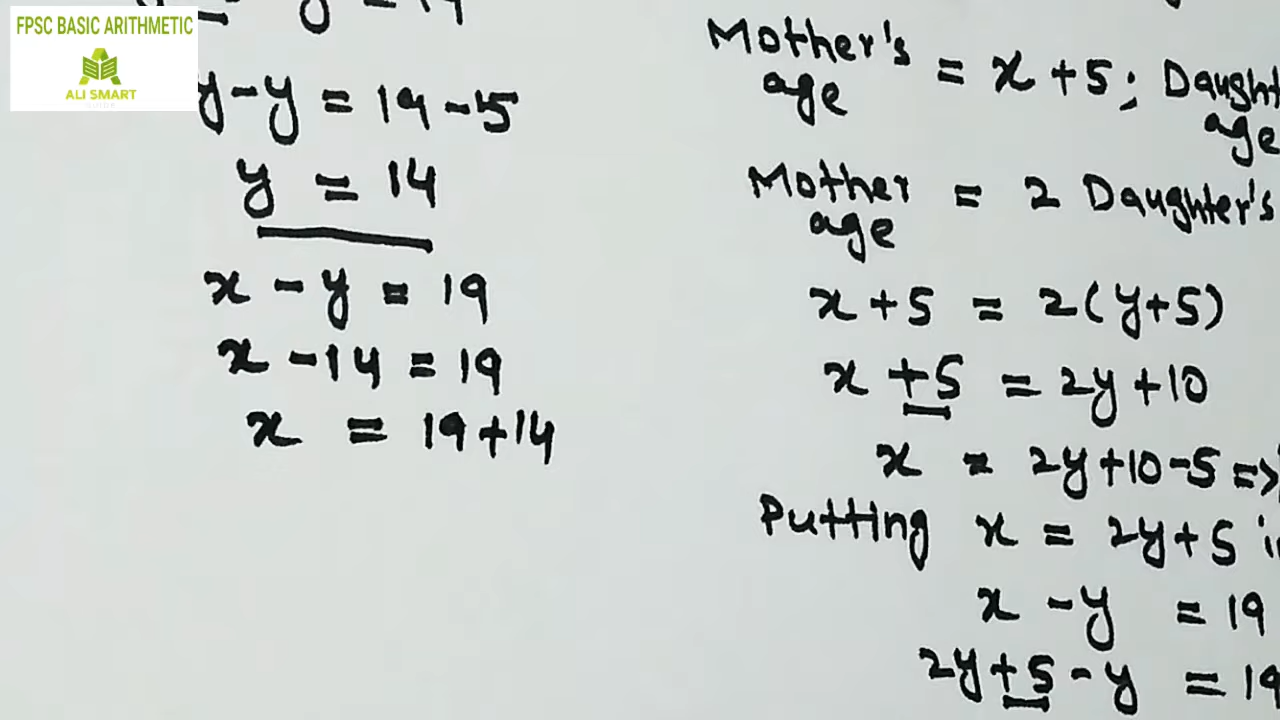 FPSC BASIC ARITHMETIC
ALI SMART
y = 19
y-y = 19-5
y = 14
x - y = 19
x - 14 = 19
x = 19+14
Mother's age = x+5; Daught age
Mother age = 2 Daughter's
x+5 = 2(y+5)
x +5 = 2y+10
x = 2y+10-5 =>
Putting x = 2y+5 i
x - y = 19
2y+5-y = 19